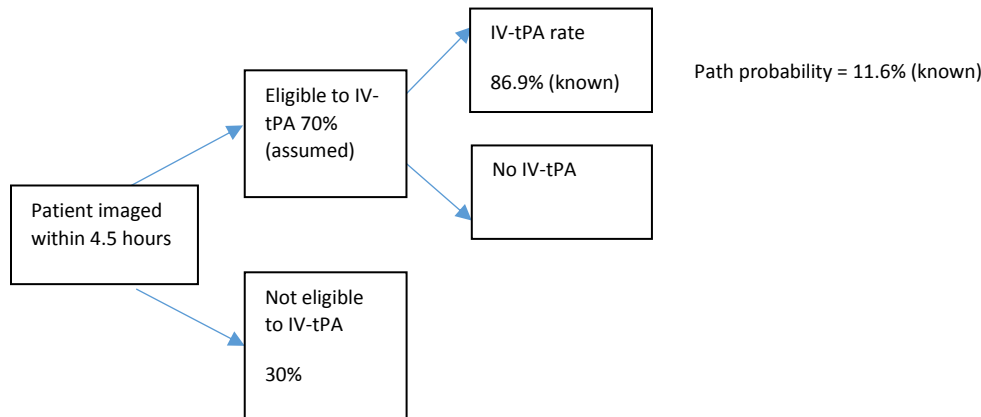 IV-tPA rate
86.9% (known)
Path probability = 11.6% (known)
Eligible to IV-
tPA 70%
(assumed)
No IV-tPA
Patient imaged
within 4.5 hours
Not eligible
to IV-tPA
30%